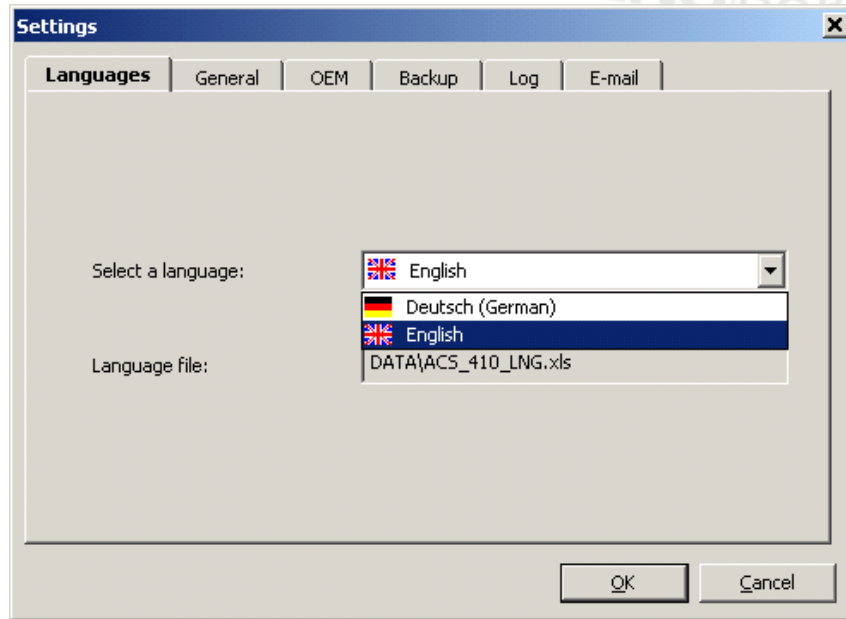 Settings
Languages General OEM Backup Log E-mail
Select a language: English
Deutsch (German)
English
Language file: DATA\ACS_410_LNG.xls
OK Cancel